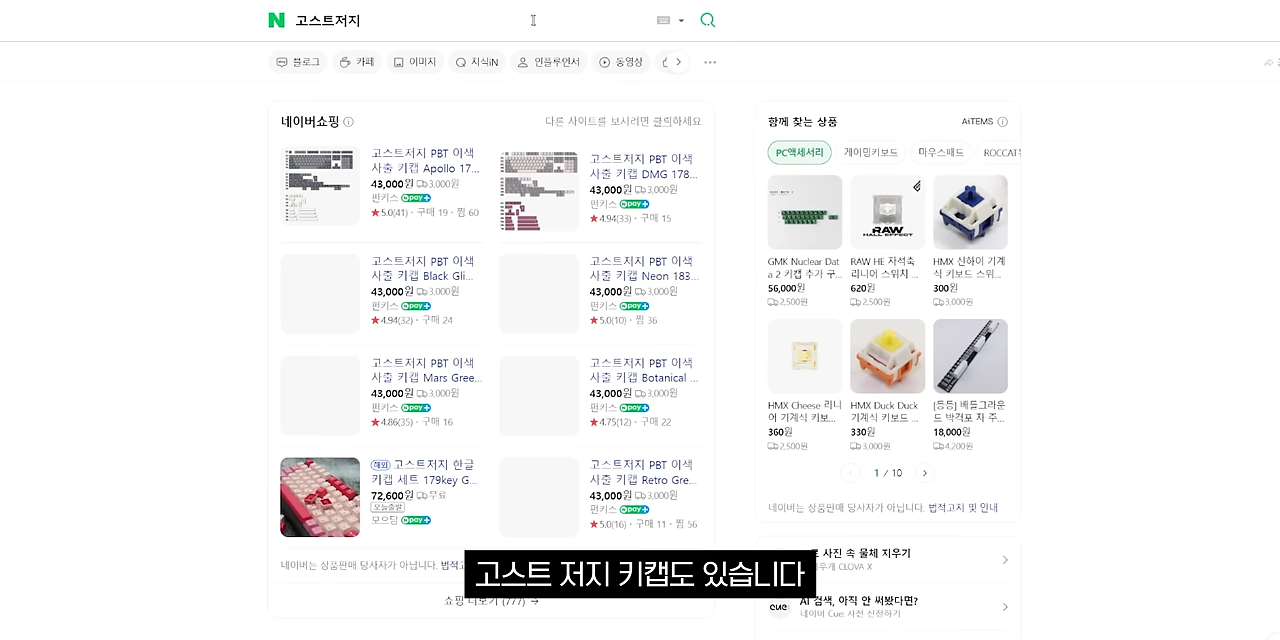 N 고스트저지
블로그 카페 이미지 지식iN 인플루언서 동영상
네이버쇼핑
다른 사이트를 보시려면 클릭하세요
고스트저지 PBT 이색
사출 키캡 Apollo 17...
43,000원 3,000원
펀키스 pay+
★5.0(41) · 구매 19 · 찜 60
고스트저지 PBT 이색
사출 키캡 DMG 178...
43,000원 3,000원
펀키스 pay+
★4.94(33) · 구매 15
고스트저지 PBT 이색
사출 키캡 Black Gli...
43,000원 3,000원
펀키스 pay+
★4.94(32) · 구매 24
고스트저지 PBT 이색
사출 키캡 Neon 183...
43,000원 3,000원
펀키스 pay+
★5.0(10) · 찜 36
고스트저지 PBT 이색
사출 키캡 Mars Gree...
43,000원 3,000원
펀키스 pay+
★4.86(35) · 구매 16
고스트저지 PBT 이색
사출 키캡 Botanical ...
43,000원 3,000원
펀키스 pay+
★4.75(12) · 구매 22
해외 고스트저지 한글
키캡 세트 179key G...
72,600원 무료
오늘출발
모으담 pay+
고스트저지 PBT 이색
사출 키캡 Retro Gre...
43,000원 3,000원
펀키스 pay+
★5.0(16) · 구매 11 · 찜 56
네이버는 상품판매 당사자가 아닙니다. 법적고
쇼핑 더보기 (777) →
함께 찾는 상품
AiTEMS
PC액세서리 게이밍키보드 마우스패드 ROCCAT
GMK Nuclear Dat
a 2 키캡 추가 구...
56,000원
2,500원
RAW
HALL EFFECT
RAW HE 자석축
리니어 스위치 ...
620원
2,500원
HMX 신하이 기계
식 키보드 스위...
300원
3,000원
HMX Cheese 리니
어 기계식 키보...
360원
2,500원
HMX Duck Duck
기계식 키보드 ...
330원
3,000원
[등등] 배틀그라운
드 박격포 자 주...
18,000원
4,200원
1 / 10
네이버는 상품판매 당사자가 아닙니다. 법적고지 및 안내
로 사진 속 물체 지우기
우개 CLOVA X
cue:
AI 검색, 아직 안 써봤다면?
네이버 Cue: 사전 신청하기
고스트 저지 키캡도 있습니다